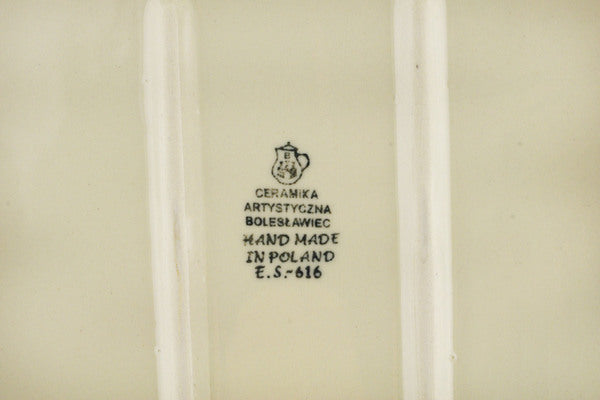 B
CERAMIKA
ARTYSTYCZNA
BOLESŁAWIEC
HAND MADE
IN POLAND
E.S.-616